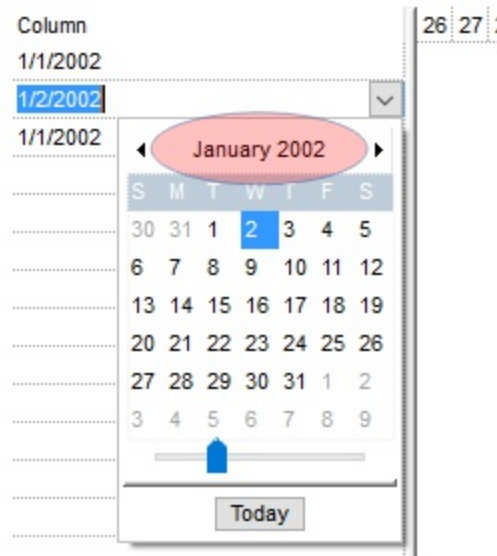 Column
26 27
1/1/2002
1/2/2002
1/1/2002
January 2002
S M T W T F S
30 31 1 2 3 4 5
6 7 8 9 10 11 12
13 14 15 16 17 18 19
20 21 22 23 24 25 26
27 28 29 30 31 1 2
3 4 5 6 7 8 9
Today